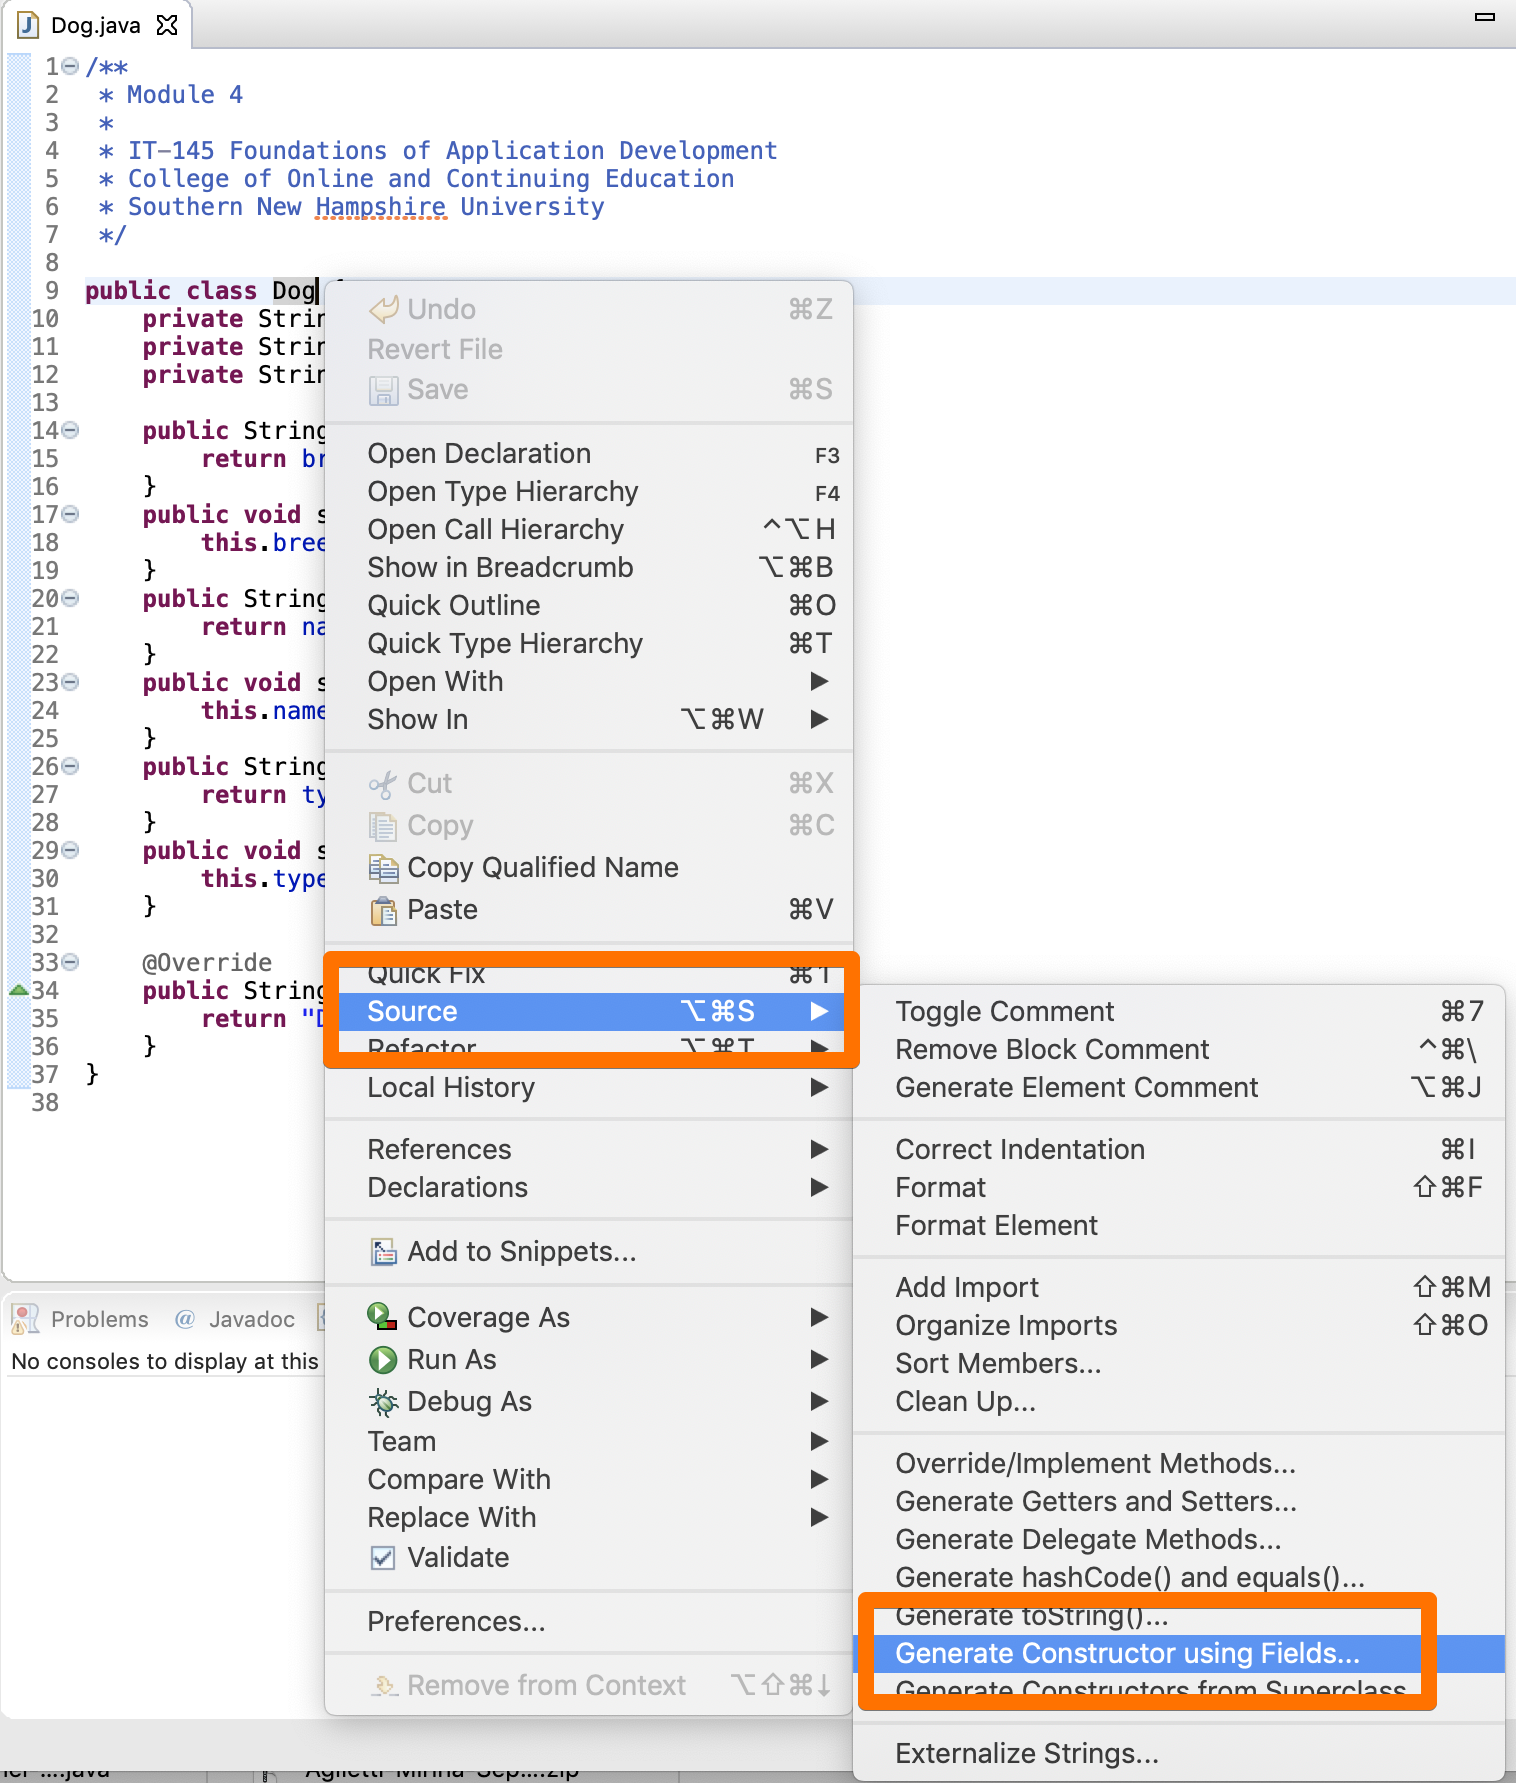 Dog.java
1 /**
2  * Module 4
3  *
4  * IT-145 Foundations of Application Development
5  * College of Online and Continuing Education
6  * Southern New Hampshire University
7  */
8
9 public class Dog
10 private Strin
11 private Strin
12 private Strin
13
14 public String
15 return br
16 }
17 public void s
18 this.bree
19 }
20 public String
21 return na
22 }
23 public void s
24 this.name
25 }
26 public String
27 return ty
28 }
29 public void s
30 this.type
31 }
32
33 @Override
34 public String
35 return "D
36 }
37 }
38
Undo ⌘Z
Revert File
Save ⌘S
Open Declaration F3
Open Type Hierarchy F4
Open Call Hierarchy ^⌥H
Show in Breadcrumb ⌥⌘B
Quick Outline ⌘O
Quick Type Hierarchy ⌘T
Open With ▶
Show In ⌥⌘W ▶
Cut ⌘X
Copy ⌘C
Copy Qualified Name
Paste ⌘V
Quick Fix ⌘1
Source ⌥⌘S ▶
Refactor ⌥⌘T ▶
Local History ▶
References ▶
Declarations ▶
Add to Snippets...
Coverage As ▶
Run As ▶
Debug As ▶
Team ▶
Compare With ▶
Replace With ▶
Validate
Preferences...
Remove from Context ⌥⇧⌘↓
Toggle Comment ⌘7
Remove Block Comment ^⌘\
Generate Element Comment ⌥⌘J
Correct Indentation ⌘I
Format ⇧⌘F
Format Element
Add Import ⇧⌘M
Organize Imports ⇧⌘O
Sort Members...
Clean Up...
Override/Implement Methods...
Generate Getters and Setters...
Generate Delegate Methods...
Generate hashCode() and equals()...
Generate toString()...
Generate Constructor using Fields...
Generate Constructors from Superclass
Externalize Strings...
Problems @ Javadoc
No consoles to display at this